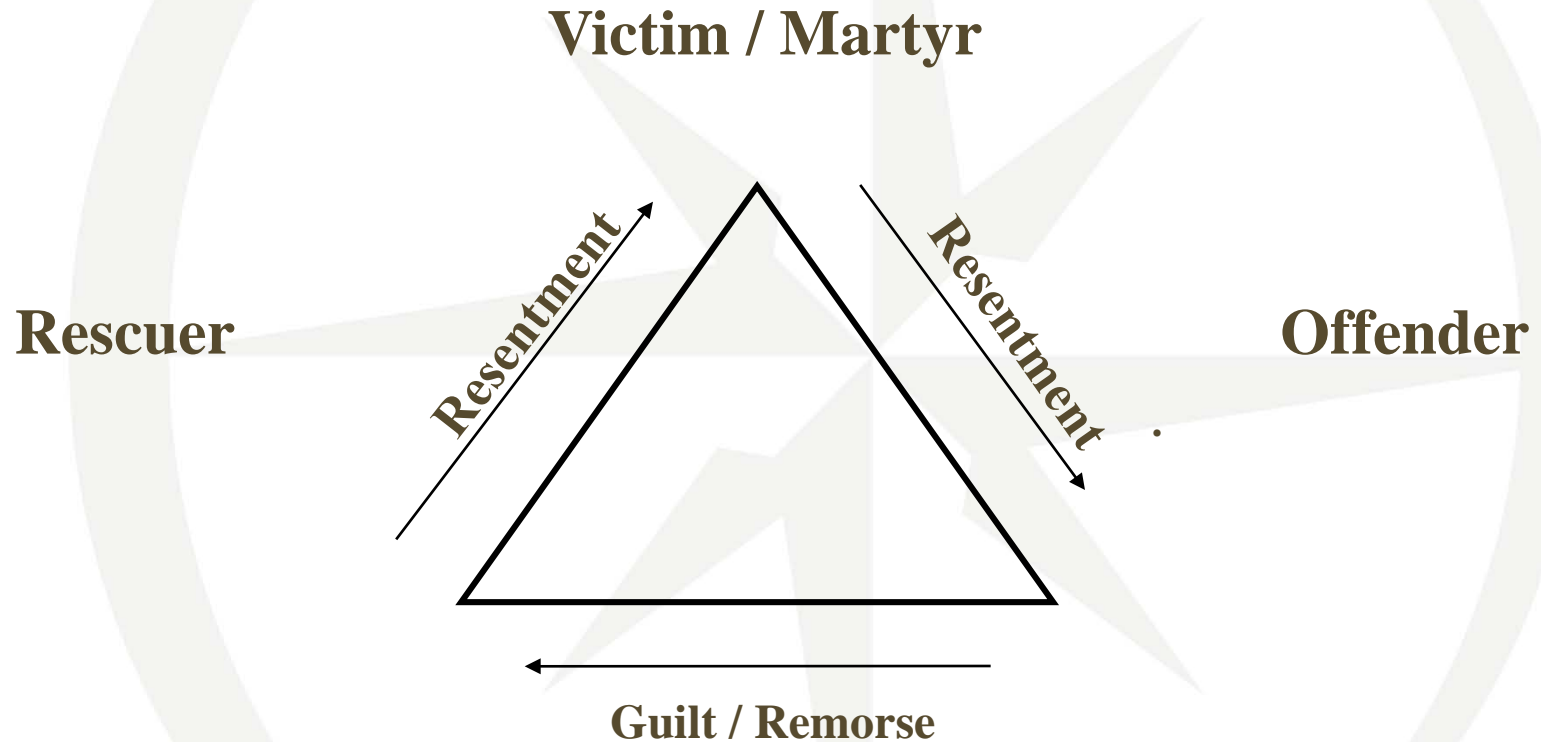 Victim / Martyr
Resentment
Resentment
Rescuer
Offender
.
Guilt / Remorse